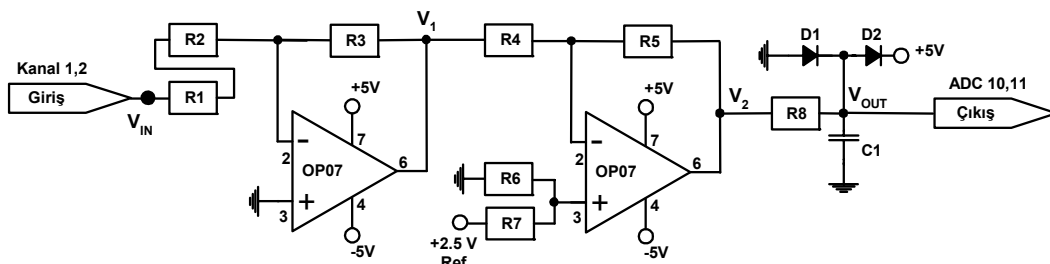 Kanal 1,2
Giriş
V_IN
R1
R2
R3
V_1
+5V
7
2
-
OP07
6
+
3
4
-5V
R4
R5
+5V
7
2
-
OP07
6
+
3
4
-5V
R6
R7
+2.5 V
Ref
V_2
R8
D1
D2
+5V
V_OUT
C1
ADC 10,11
Çıkış